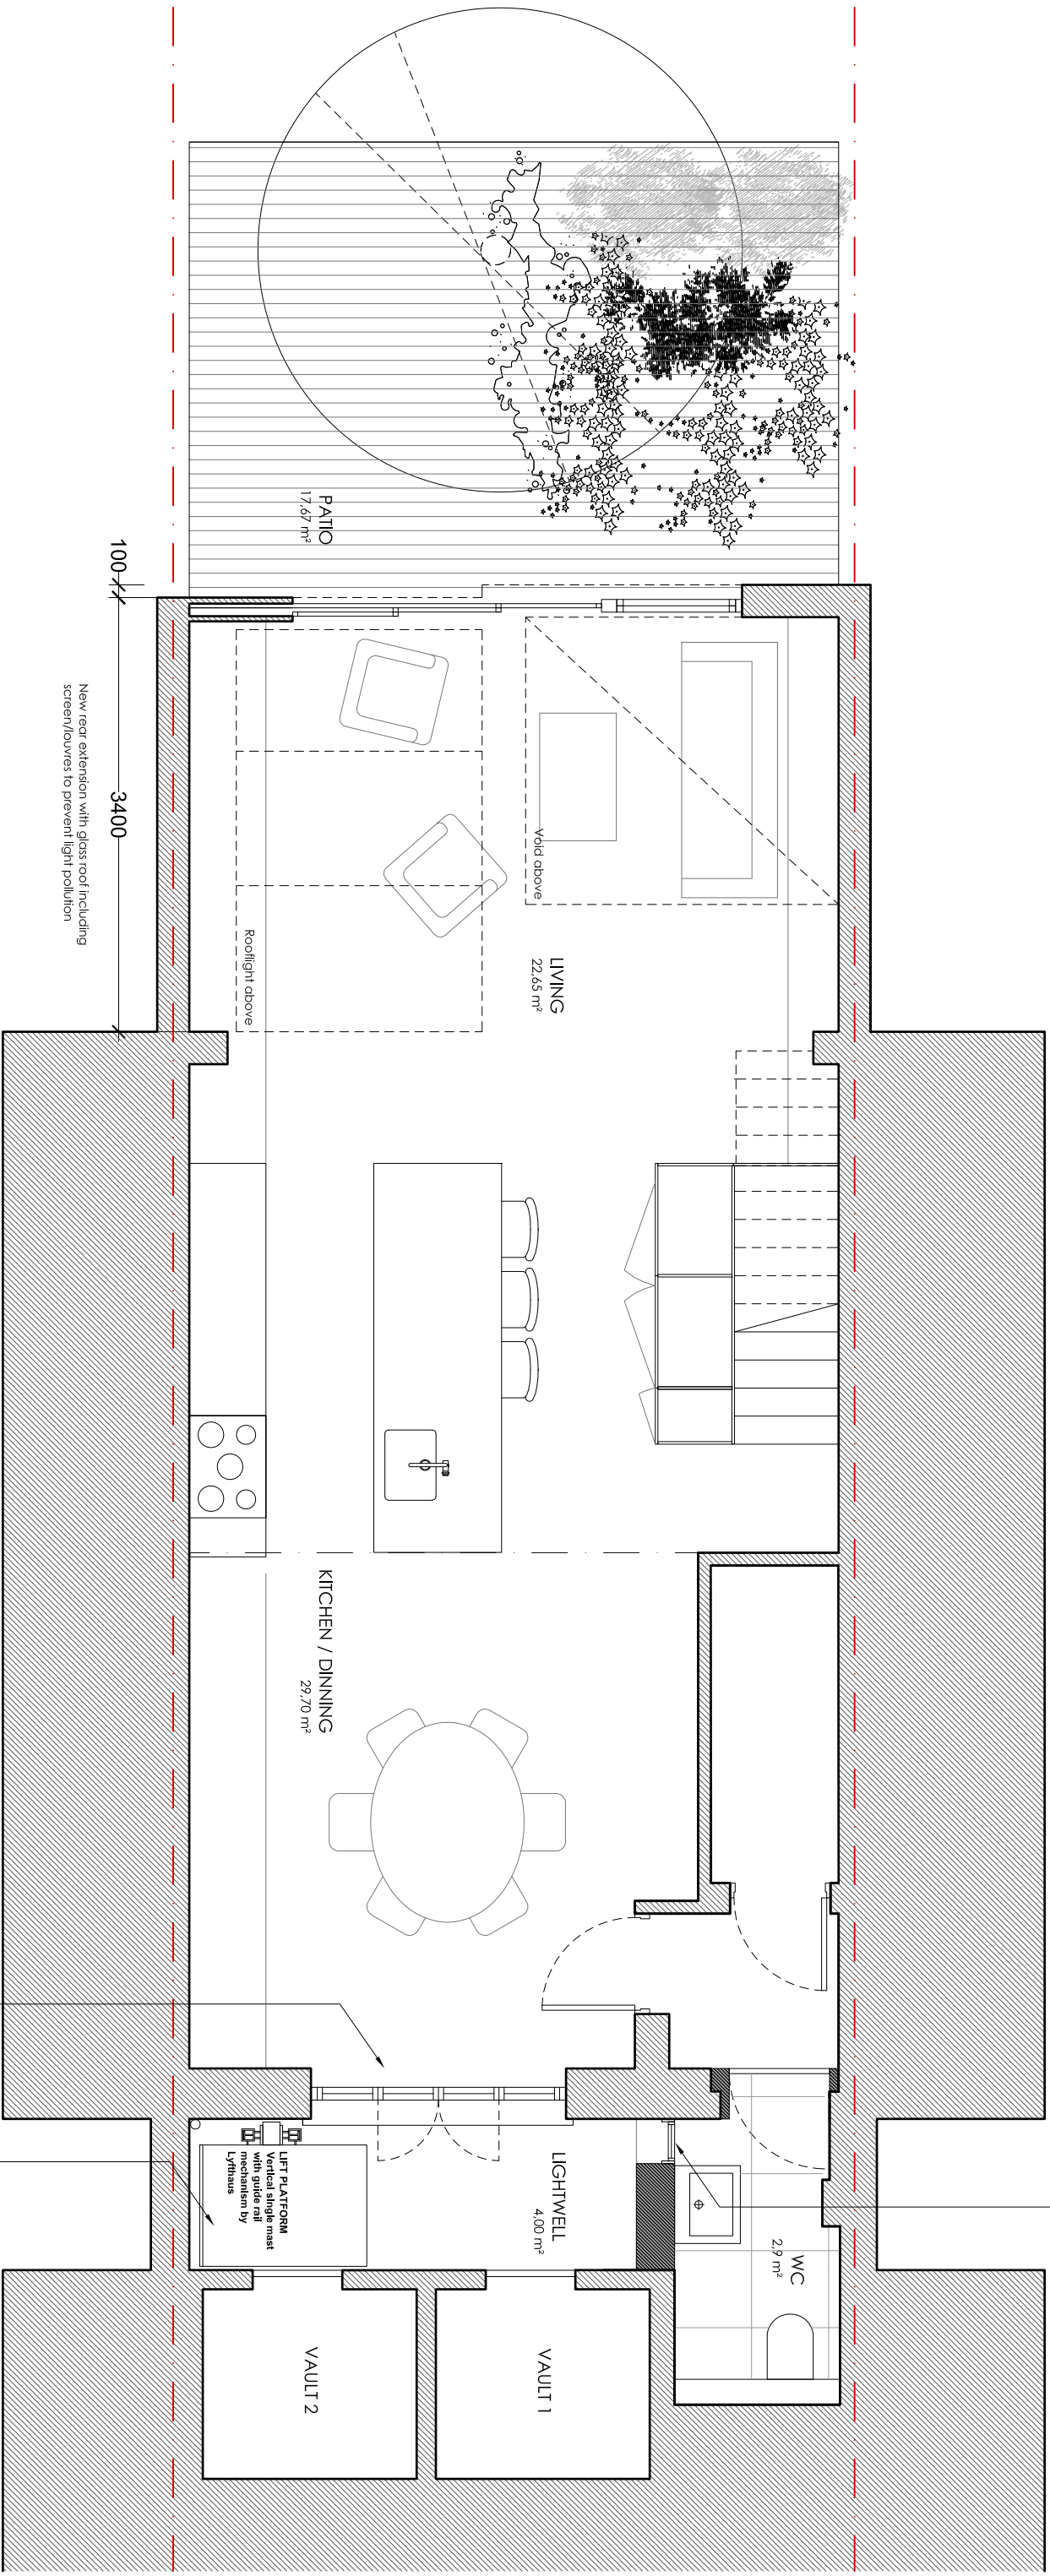 PATIO
17,67 m²
100
3400
New rear extension with glass roof including
screen/louvres to prevent light pollution
Void above
Rooflight above
LIVING
22,65 m²
KITCHEN / DINNING
29,70 m²
LIFT PLATFORM
Vertical single mast
with guide rail
mechanism by
Lyfthaus
LIGHTWELL
4,00 m²
WC
2,9 m²
VAULT 2
VAULT 1